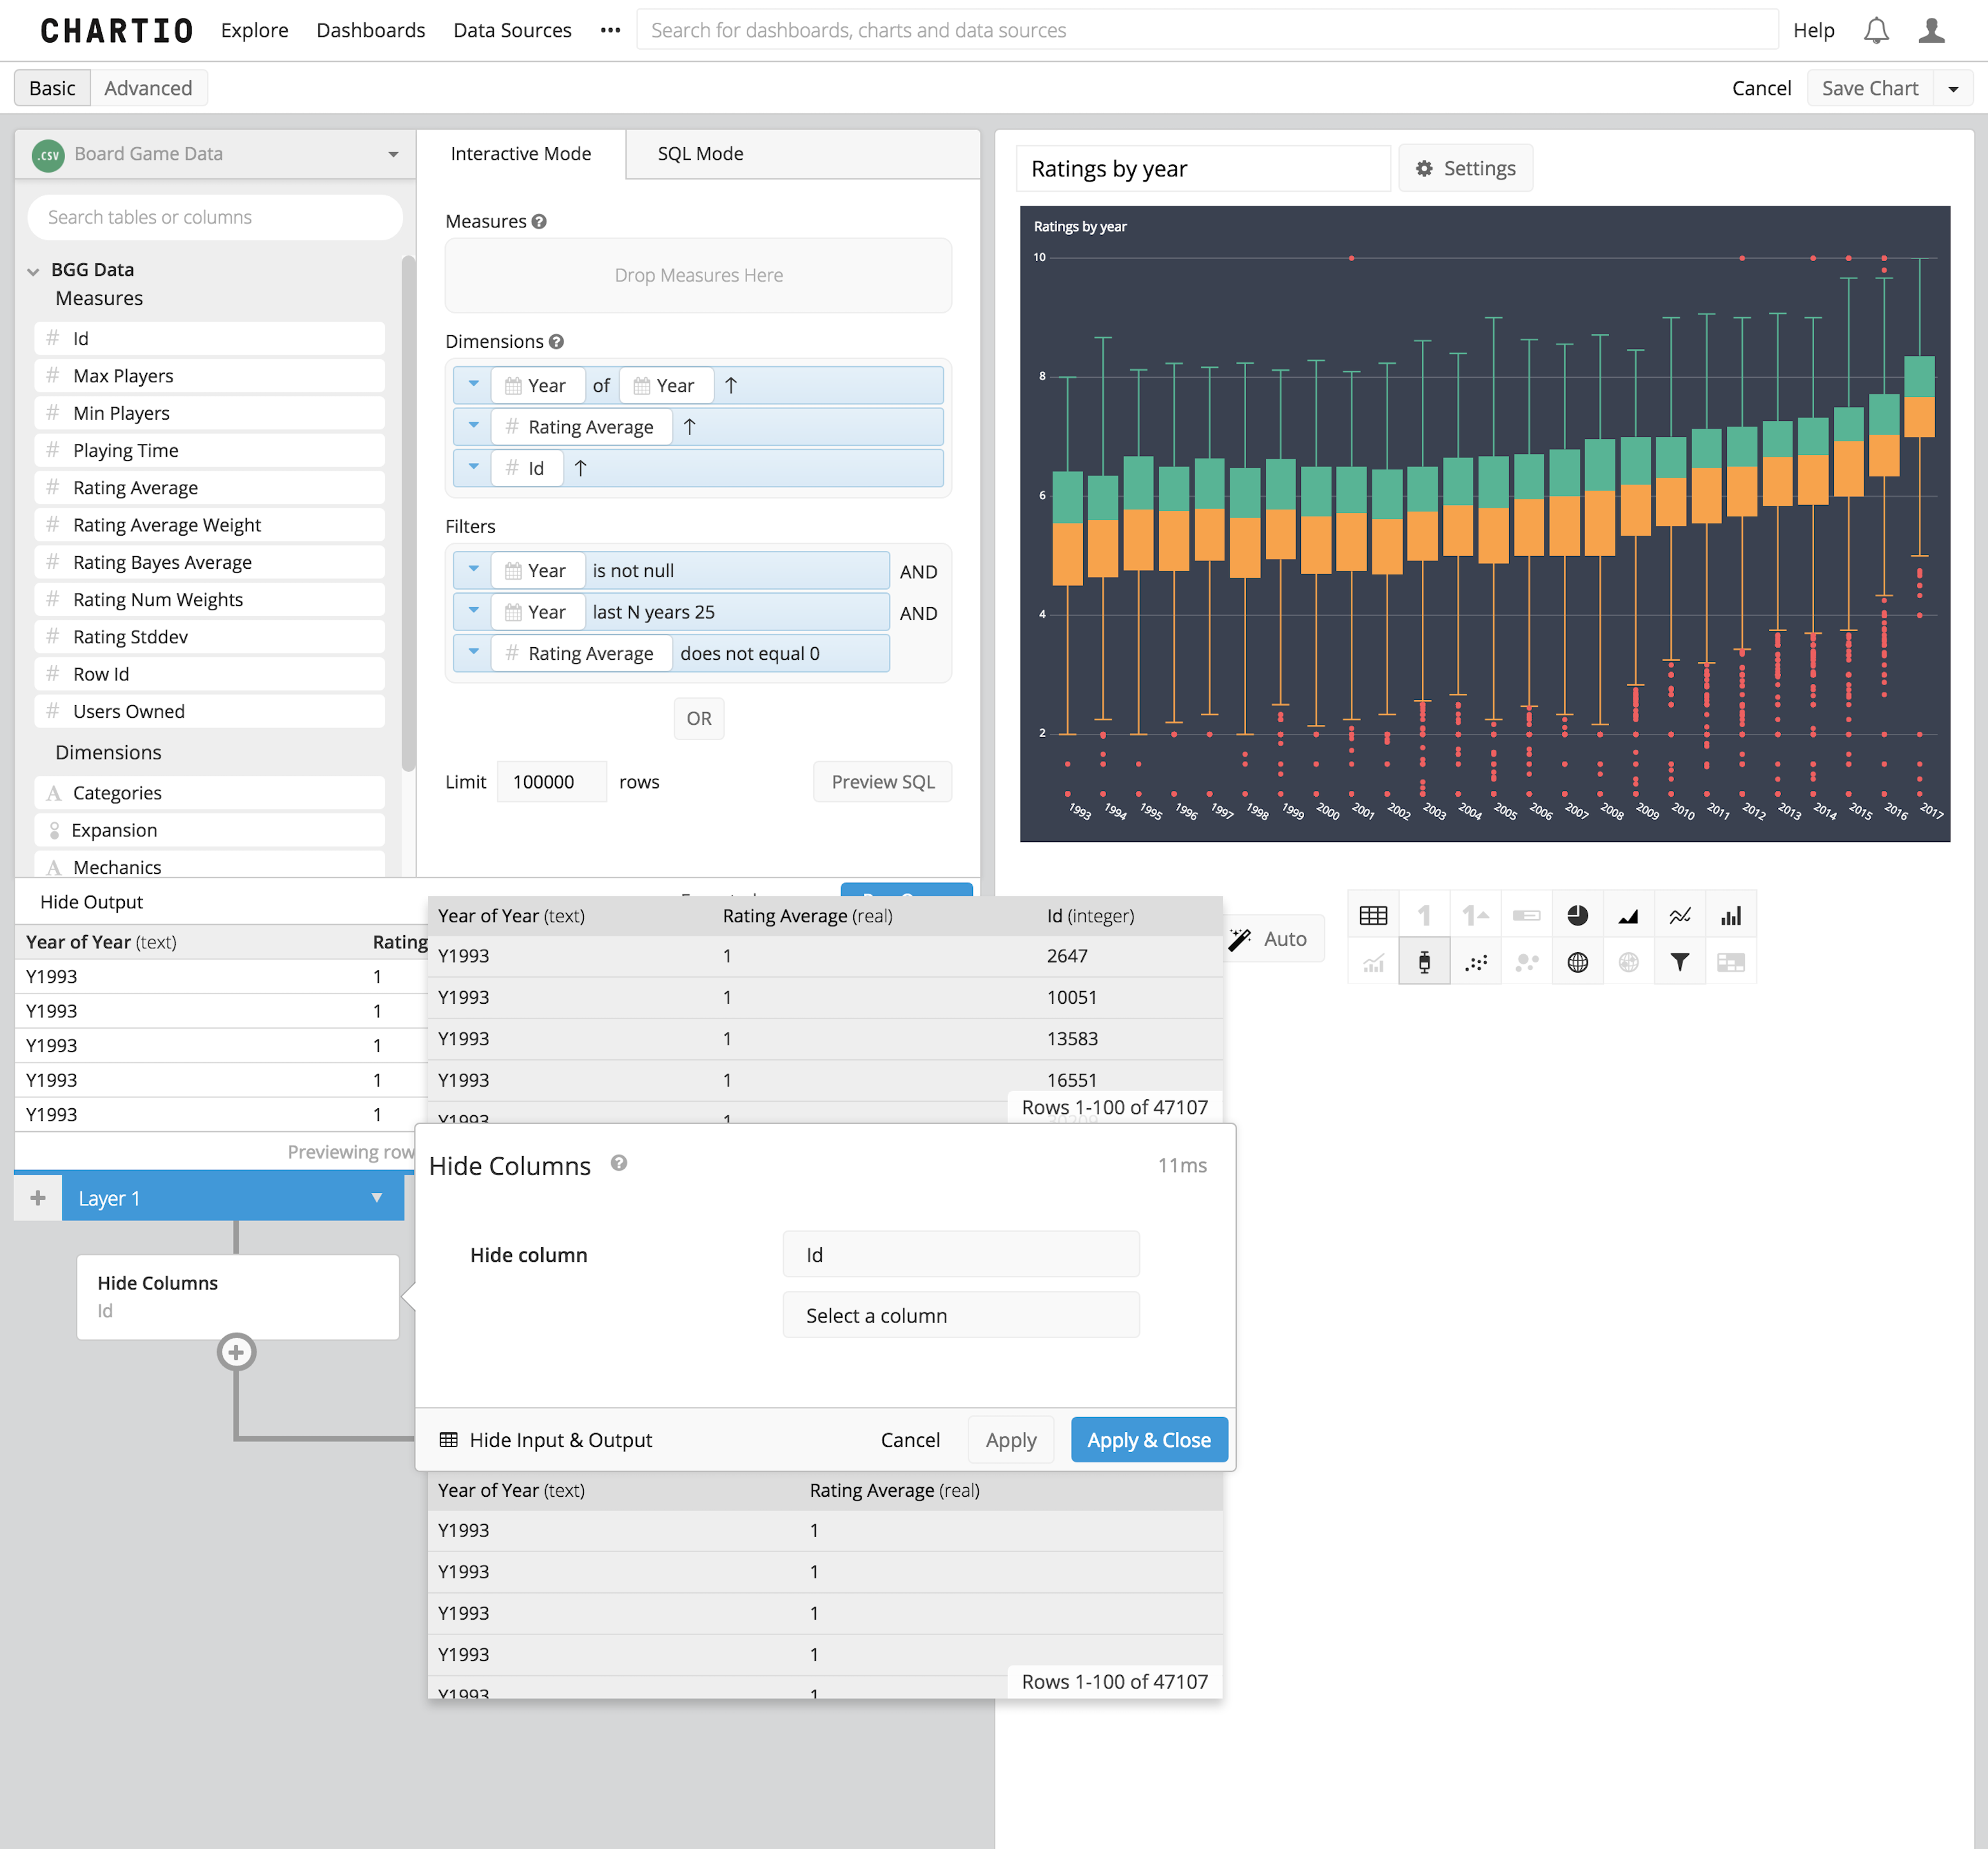 CHARTIO Explore Dashboards Data Sources ••• Search for dashboards, charts and data sources Help
Basic Advanced Cancel Save Chart
.CSV Board Game Data
Search tables or columns
BGG Data
Measures
# Id
# Max Players
# Min Players
# Playing Time
# Rating Average
# Rating Average Weight
# Rating Bayes Average
# Rating Num Weights
# Rating Stddev
# Row Id
# Users Owned
Dimensions
A Categories
Expansion
A Mechanics
Interactive Mode SQL Mode
Measures ?
Drop Measures Here
Dimensions ?
Year of Year ↑
# Rating Average ↑
# Id ↑
Filters
Year is not null AND
Year last N years 25 AND
# Rating Average does not equal 0
OR
Limit 100000 rows Preview SQL
Ratings by year Settings
Ratings by year
10
8
6
4
2
1993 1994 1995 1996 1997 1998 1999 2000 2001 2002 2003 2004 2005 2006 2007 2008 2009 2010 2011 2012 2013 2014 2015 2016 2017
Auto
1 1
Hide Output
Year of Year (text) Rating
Y1993 1
Y1993 1
Y1993 1
Y1993 1
Y1993 1
Previewing row
Year of Year (text) Rating Average (real) Id (integer)
Y1993 1 2647
Y1993 1 10051
Y1993 1 13583
Y1993 1 16551
Y1993 1
Rows 1-100 of 47107
+ Layer 1
Hide Columns
Id
Hide Columns ? 11ms
Hide column Id
Select a column
Hide Input & Output Cancel Apply Apply & Close
Year of Year (text) Rating Average (real)
Y1993 1
Y1993 1
Y1993 1
Y1993 1
Y1993 1
Rows 1-100 of 47107